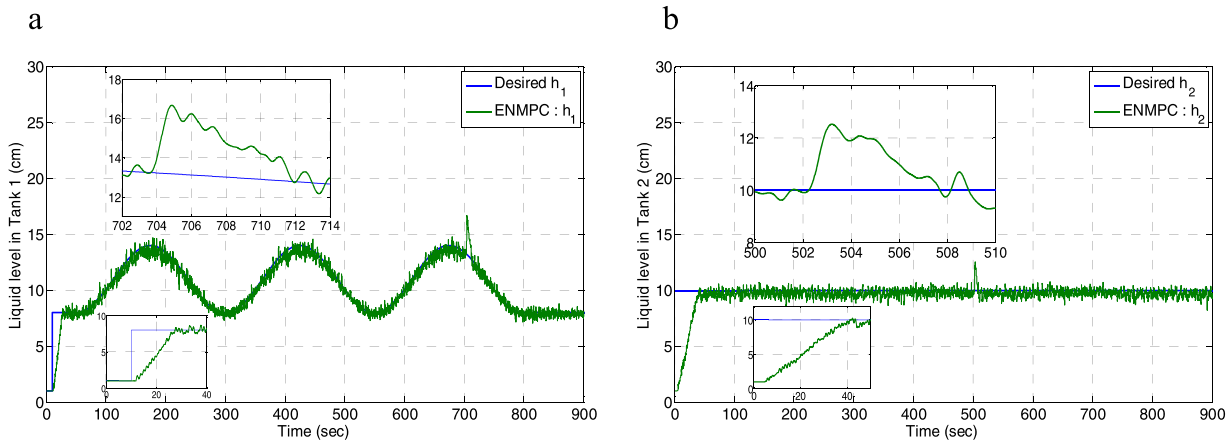 a
30
25
20
15
10
5
0
Liquid level in Tank 1 (cm)
0 100 200 300 400 500 600 700 800 900
Time (sec)
Desired h1
ENMPC : h1
18
16
14
12
702 704 706 708 710 712 714
10
5
0
0 20 40
b
30
25
20
15
10
5
0
Liquid level in Tank 2 (cm)
0 100 200 300 400 500 600 700 800 900
Time (sec)
Desired h2
ENMPC : h2
14
12
10
8
500 502 504 506 508 510
10
5
0
0 20 40